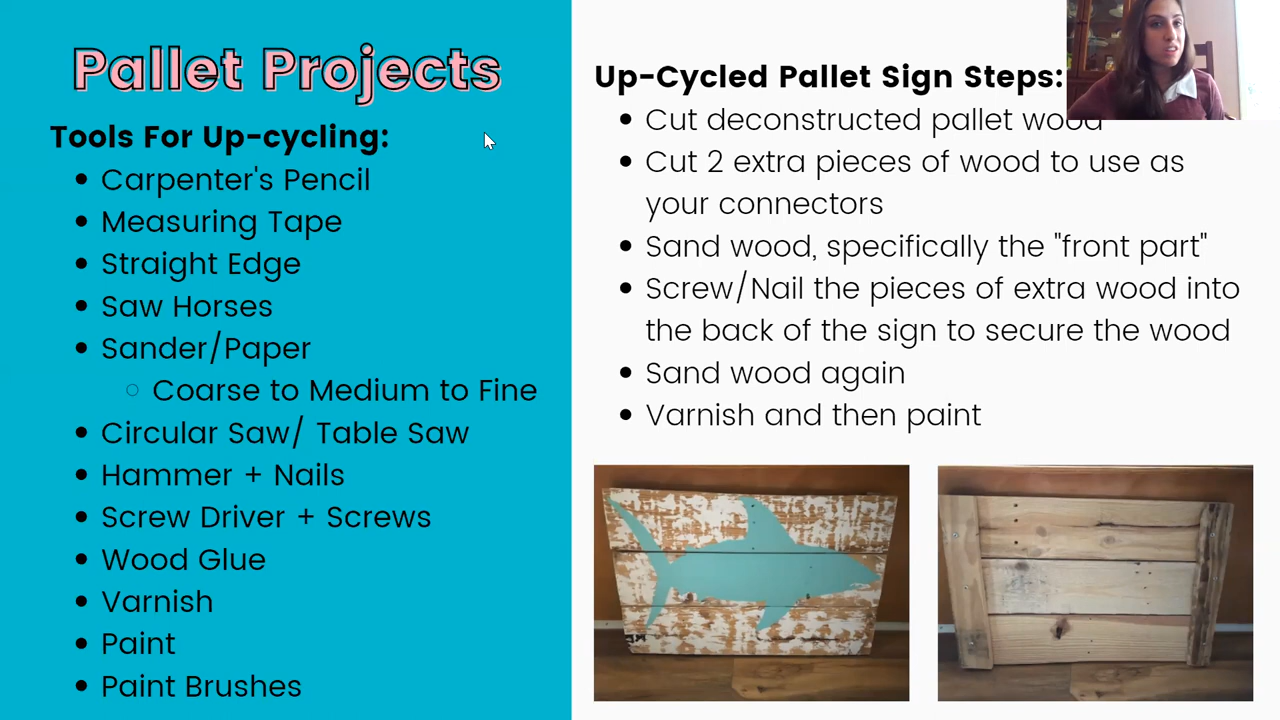 Pallet Projects
Tools For Up-cycling:
Carpenter's Pencil
Measuring Tape
Straight Edge
Saw Horses
Sander/Paper
Coarse to Medium to Fine
Circular Saw/ Table Saw
Hammer + Nails
Screw Driver + Screws
Wood Glue
Varnish
Paint
Paint Brushes
Up-Cycled Pallet Sign Steps:
Cut deconstructed pallet wood
Cut 2 extra pieces of wood to use as
your connectors
Sand wood, specifically the "front part"
Screw/Nail the pieces of extra wood into
the back of the sign to secure the wood
Sand wood again
Varnish and then paint